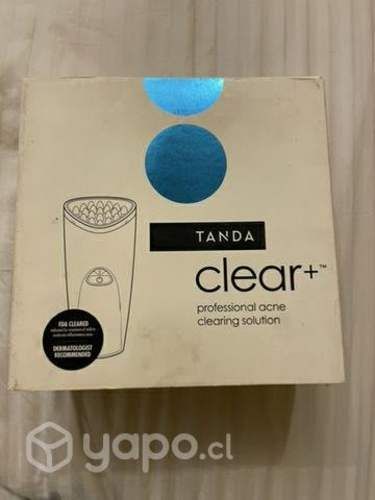 TANDA
clear+™
professional acne
clearing solution
FDA CLEARED
DERMATOLOGIST
RECOMMENDED
yapo.cl